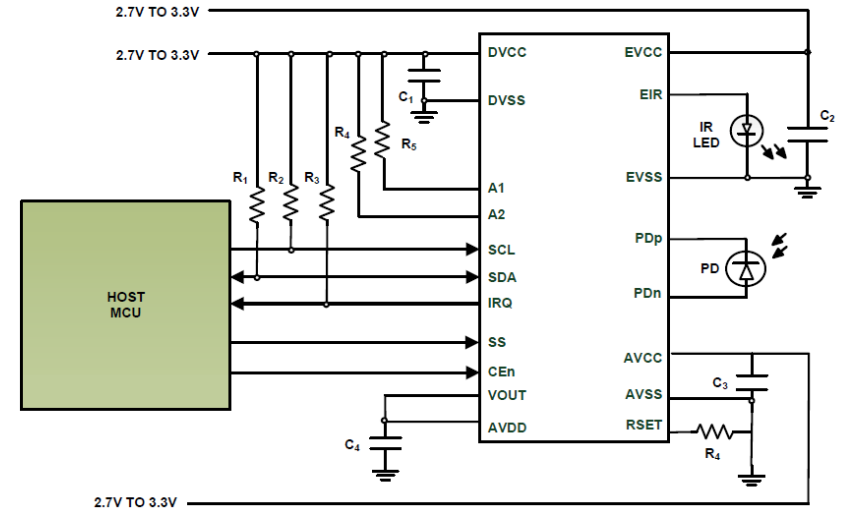 2.7V TO 3.3V
2.7V TO 3.3V
DVCC
EVCC
C1
DVSS
EIR
R4
R5
IR
LED
C2
R1
R2
R3
A1
EVSS
A2
PDp
SCL
SDA
PD
HOST
MCU
IRQ
PDn
SS
AVCC
CEn
C3
VOUT
AVSS
AVDD
RSET
C4
R4
2.7V TO 3.3V